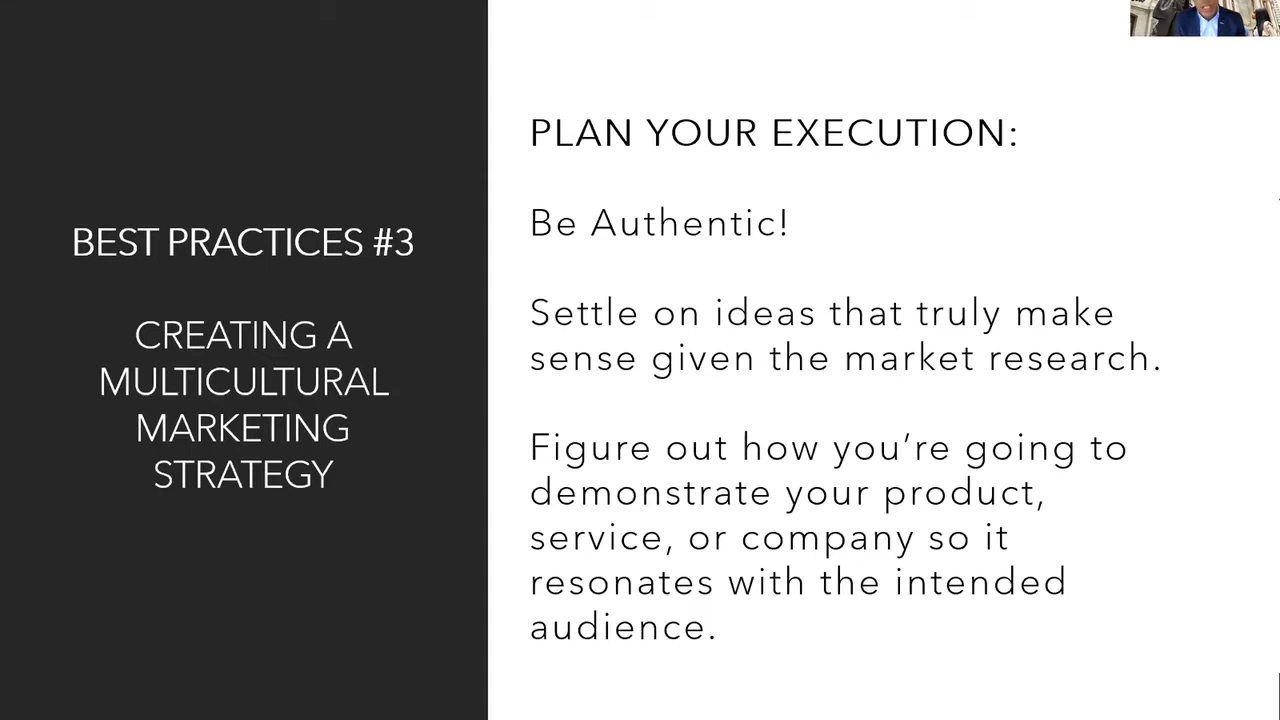 BEST PRACTICES #3
CREATING A
MULTICULTURAL
MARKETING
STRATEGY
PLAN YOUR EXECUTION:
Be Authentic!
Settle on ideas that truly make
sense given the market research.
Figure out how you’re going to
demonstrate your product,
service, or company so it
resonates with the intended
audience.